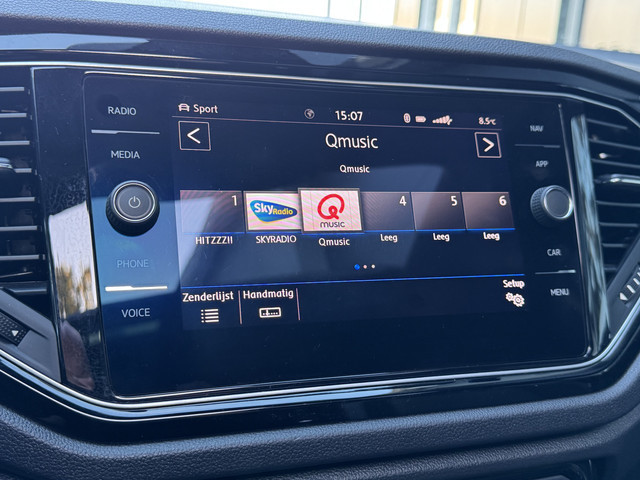 RADIO
MEDIA
PHONE
VOICE
Sport
15:07
8.5°C
Qmusic
Qmusic
1
Sky Radio
Q MUSIC
4
5
6
HITZZZ!!
SKYRADIO
Qmusic
Leeg
Leeg
Leeg
Zenderlijst
Handmatig
Setup
NAV
APP
CAR
MENU